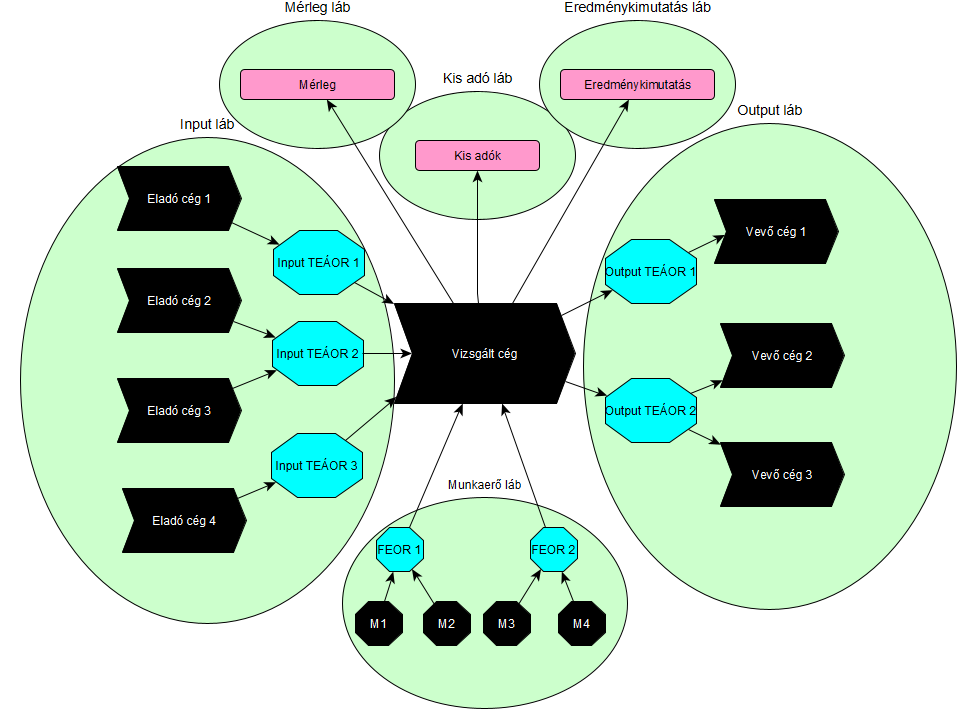 Mérleg láb
Eredménykimutatás láb
Mérleg
Kis adó láb
Eredménykimutatás
Input láb
Output láb
Kis adók
Eladó cég 1
Vevő cég 1
Input TEÁOR 1
Output TEÁOR 1
Eladó cég 2
Input TEÁOR 2
Vizsgált cég
Vevő cég 2
Eladó cég 3
Output TEÁOR 2
Input TEÁOR 3
Vevő cég 3
Munkaerő láb
Eladó cég 4
FEOR 1
FEOR 2
M1
M2
M3
M4